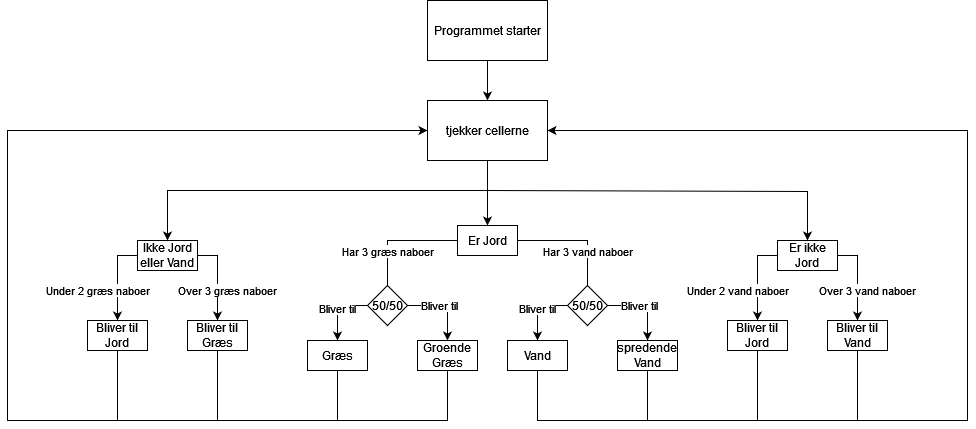 Programmet starter
tjekker cellerne
Ikke Jord
eller Vand
Er Jord
Er ikke
Jord
Har 3 græs naboer
Har 3 vand naboer
Under 2 græs naboer
Over 3 græs naboer
50/50
50/50
Under 2 vand naboer
Over 3 vand naboer
Bliver til
Bliver til
Bliver til
Bliver til
Bliver til
Jord
Bliver til
Græs
Græs
Groende
Græs
Vand
spredende
Vand
Bliver til
Jord
Bliver til
Vand